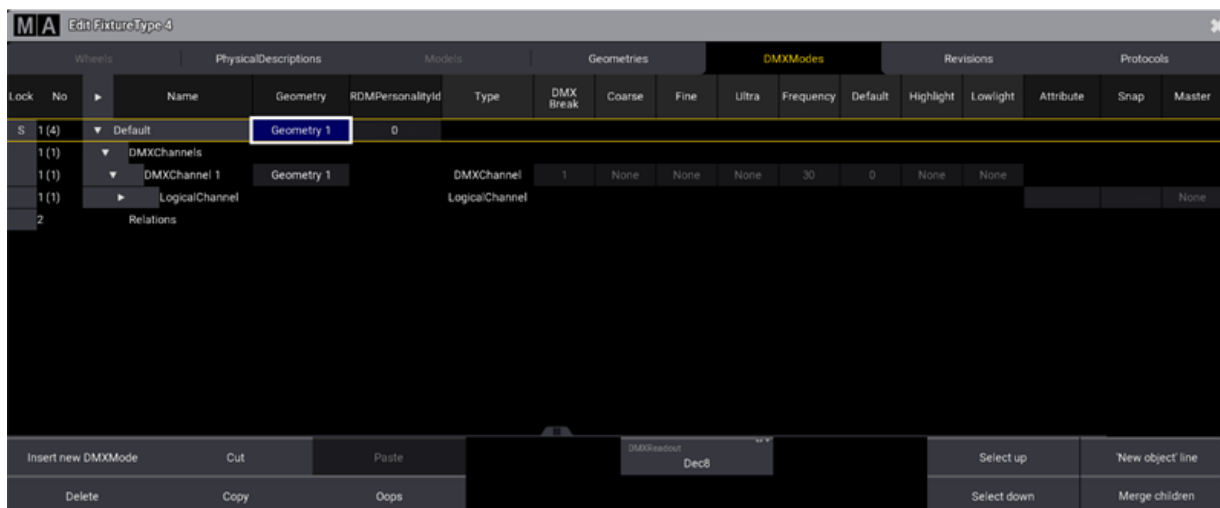 MA Edit FixtureType 4
Wheels PhysicalDescriptions Models Geometries DMXModes Revisions Protocols
Lock No Name Geometry RDMPersonalityId Type DMX Break Coarse Fine Ultra Frequency Default Highlight Lowlight Attribute Snap Master
S 1 (4) Default Geometry 1 0
1 (1) DMXChannels
1 (1) DMXChannel 1 Geometry 1 DMXChannel 1 None None None 30 0 None None
1 (1) LogicalChannel LogicalChannel None
2 Relations
Insert new DMXMode Cut Paste DMXReadout Dec8 Select up 'New object' line
Delete Copy Oops Select down Merge children